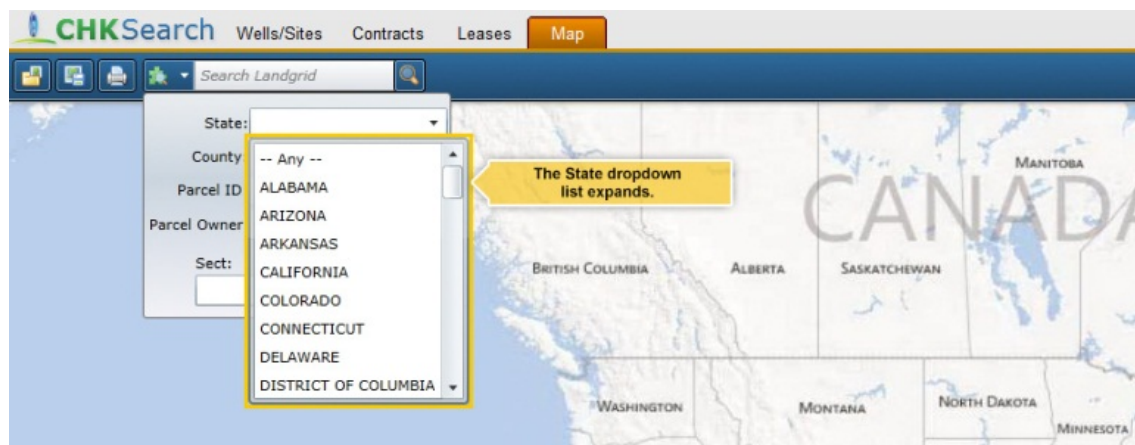 CHKSearch Wells/Sites Contracts Leases Map
Search Landgrid
State:
County
Parcel ID
Parcel Owner
Sect:
-- Any --
ALABAMA
ARIZONA
ARKANSAS
CALIFORNIA
COLORADO
CONNECTICUT
DELAWARE
DISTRICT OF COLUMBIA
The State dropdown
list expands.
MANITOBA
CANADA
BRITISH COLUMBIA ALBERTA SASKATCHEWAN
WASHINGTON MONTANA NORTH DAKOTA
MINNESOTA